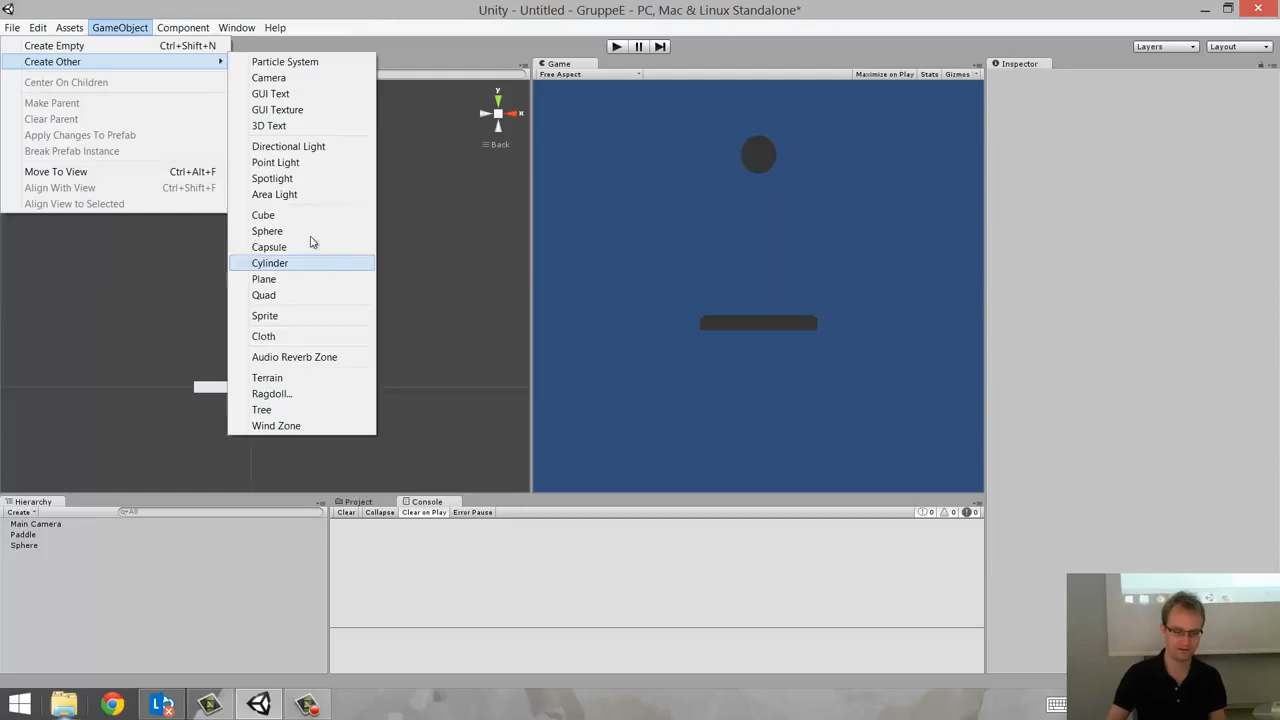 Unity - Untitled - GruppeE - PC, Mac & Linux Standalone*
File Edit Assets GameObject Component Window Help
Create Empty Ctrl+Shift+N
Create Other
Center On Children
Make Parent
Clear Parent
Apply Changes To Prefab
Break Prefab Instance
Move To View Ctrl+Alt+F
Align With View Ctrl+Shift+F
Align View to Selected
Particle System
Camera
GUI Text
GUI Texture
3D Text
Directional Light
Point Light
Spotlight
Area Light
Cube
Sphere
Capsule
Cylinder
Plane
Quad
Sprite
Cloth
Audio Reverb Zone
Terrain
Ragdoll...
Tree
Wind Zone
y
x
Back
Layers Layout
Game
Free Aspect Maximize on Play Stats Gizmos
Inspector
Hierarchy
Create All
Main Camera
Paddle
Sphere
Project Console
Clear Collapse Clear on Play Error Pause 0 0 0